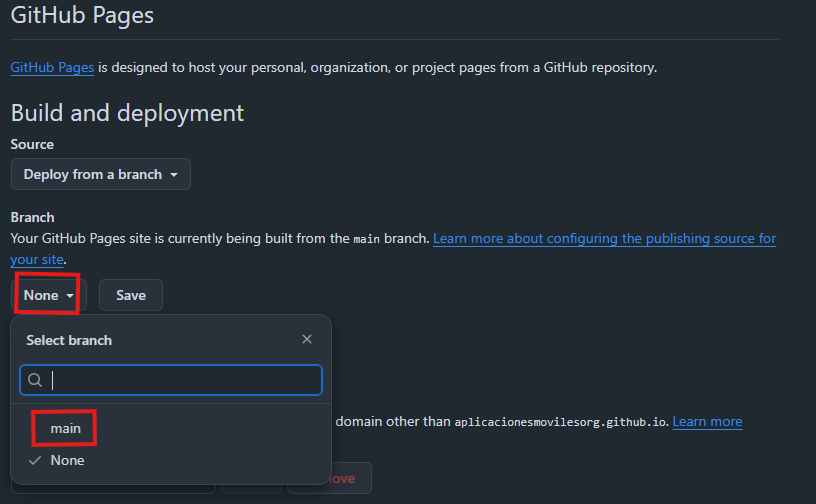 GitHub Pages
GitHub Pages is designed to host your personal, organization, or project pages from a GitHub repository.
Build and deployment
Source
Deploy from a branch
Branch
Your GitHub Pages site is currently being built from the main branch. Learn more about configuring the publishing source for
your site.
None
Save
Select branch
main
domain other than aplicacionesmovilesorg.github.io. Learn more
None